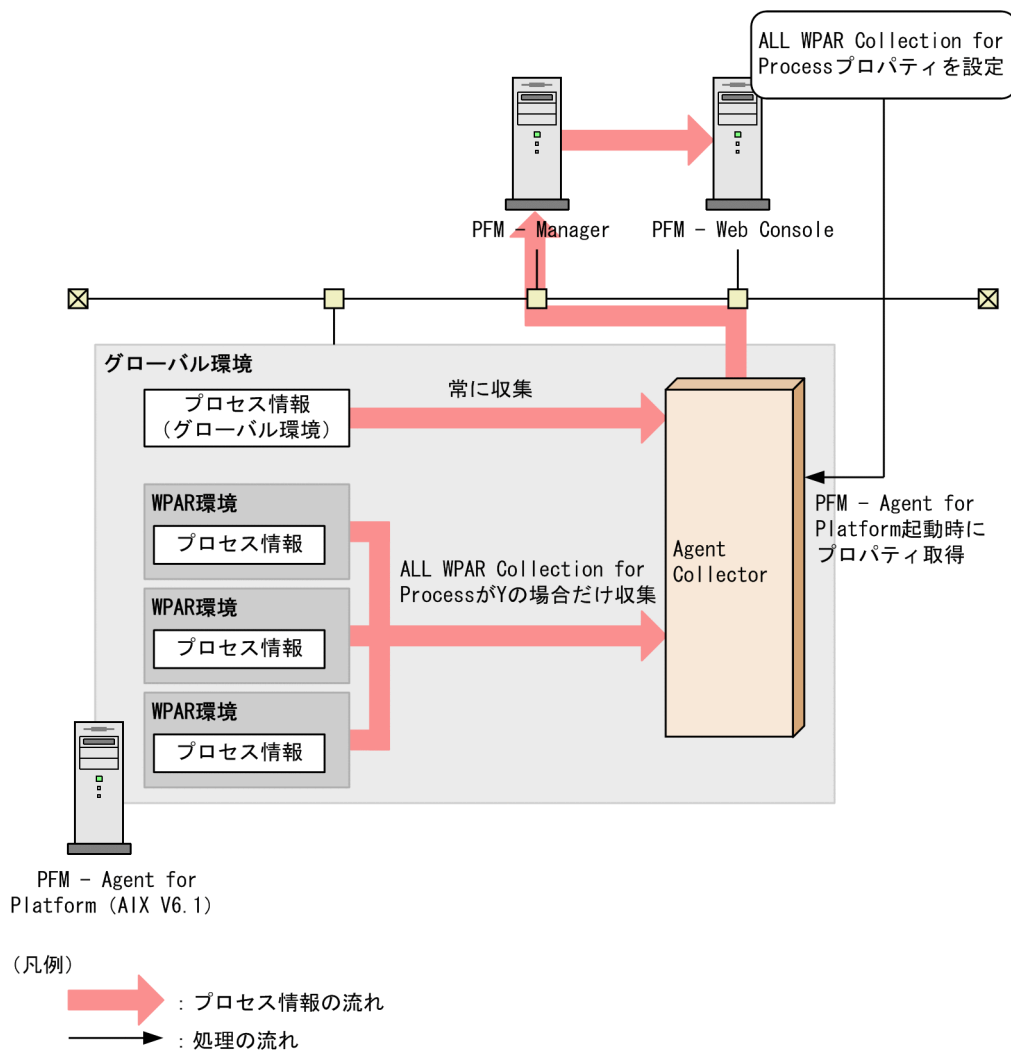 ALL WPAR Collection for
Processプロパティを設定
PFM - Manager
PFM - Web Console
グローバル環境
プロセス情報
(グローバル環境)
常に収集
WPAR環境
プロセス情報
WPAR環境
プロセス情報
WPAR環境
プロセス情報
ALL WPAR Collection for
ProcessがYの場合だけ収集
Agent
Collector
PFM - Agent for
Platform起動時に
プロパティ取得
PFM - Agent for
Platform (AIX V6.1)
(凡例)
: プロセス情報の流れ
: 処理の流れ